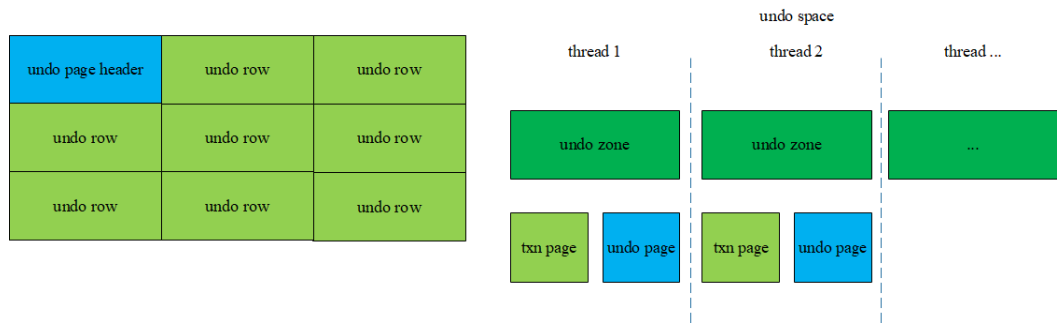 undo page header undo row undo row
undo row undo row undo row
undo row undo row undo row
undo space
thread 1 thread 2 thread ...
undo zone undo zone ...
txn page undo page txn page undo page